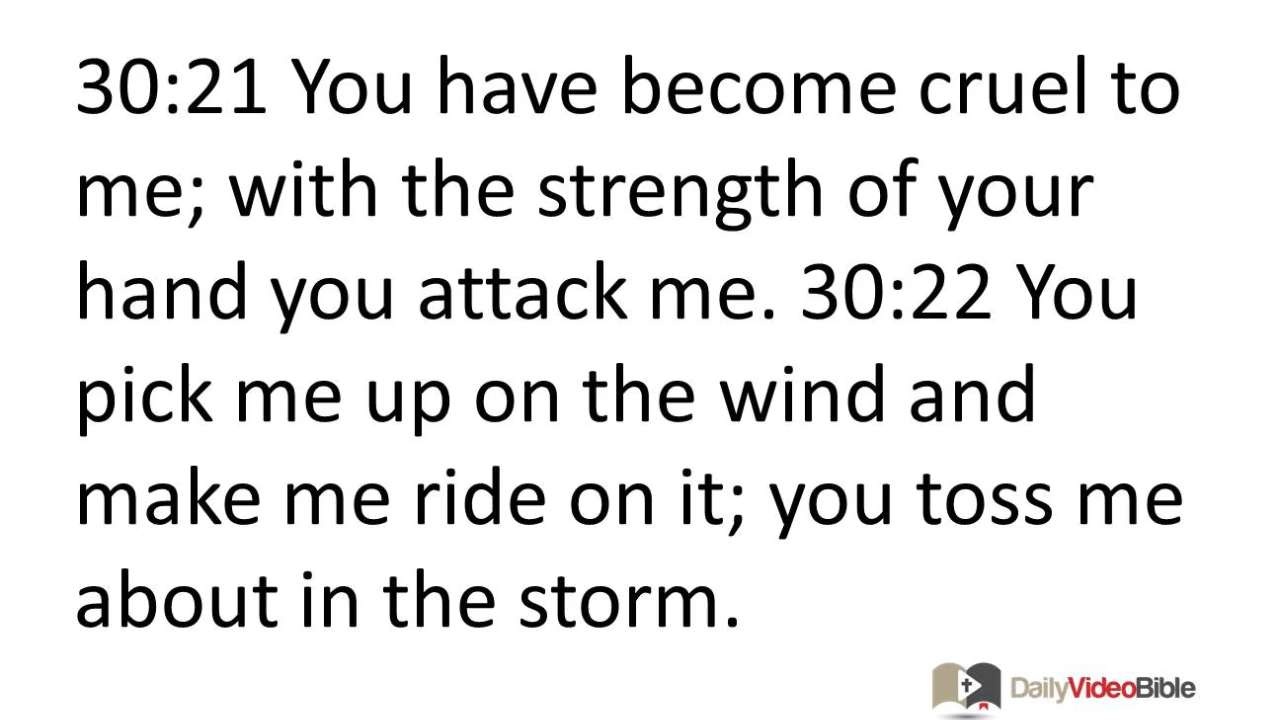 30:21 You have become cruel to
me; with the strength of your
hand you attack me. 30:22 You
pick me up on the wind and
make me ride on it; you toss me
about in the storm.
DailyVideoBible